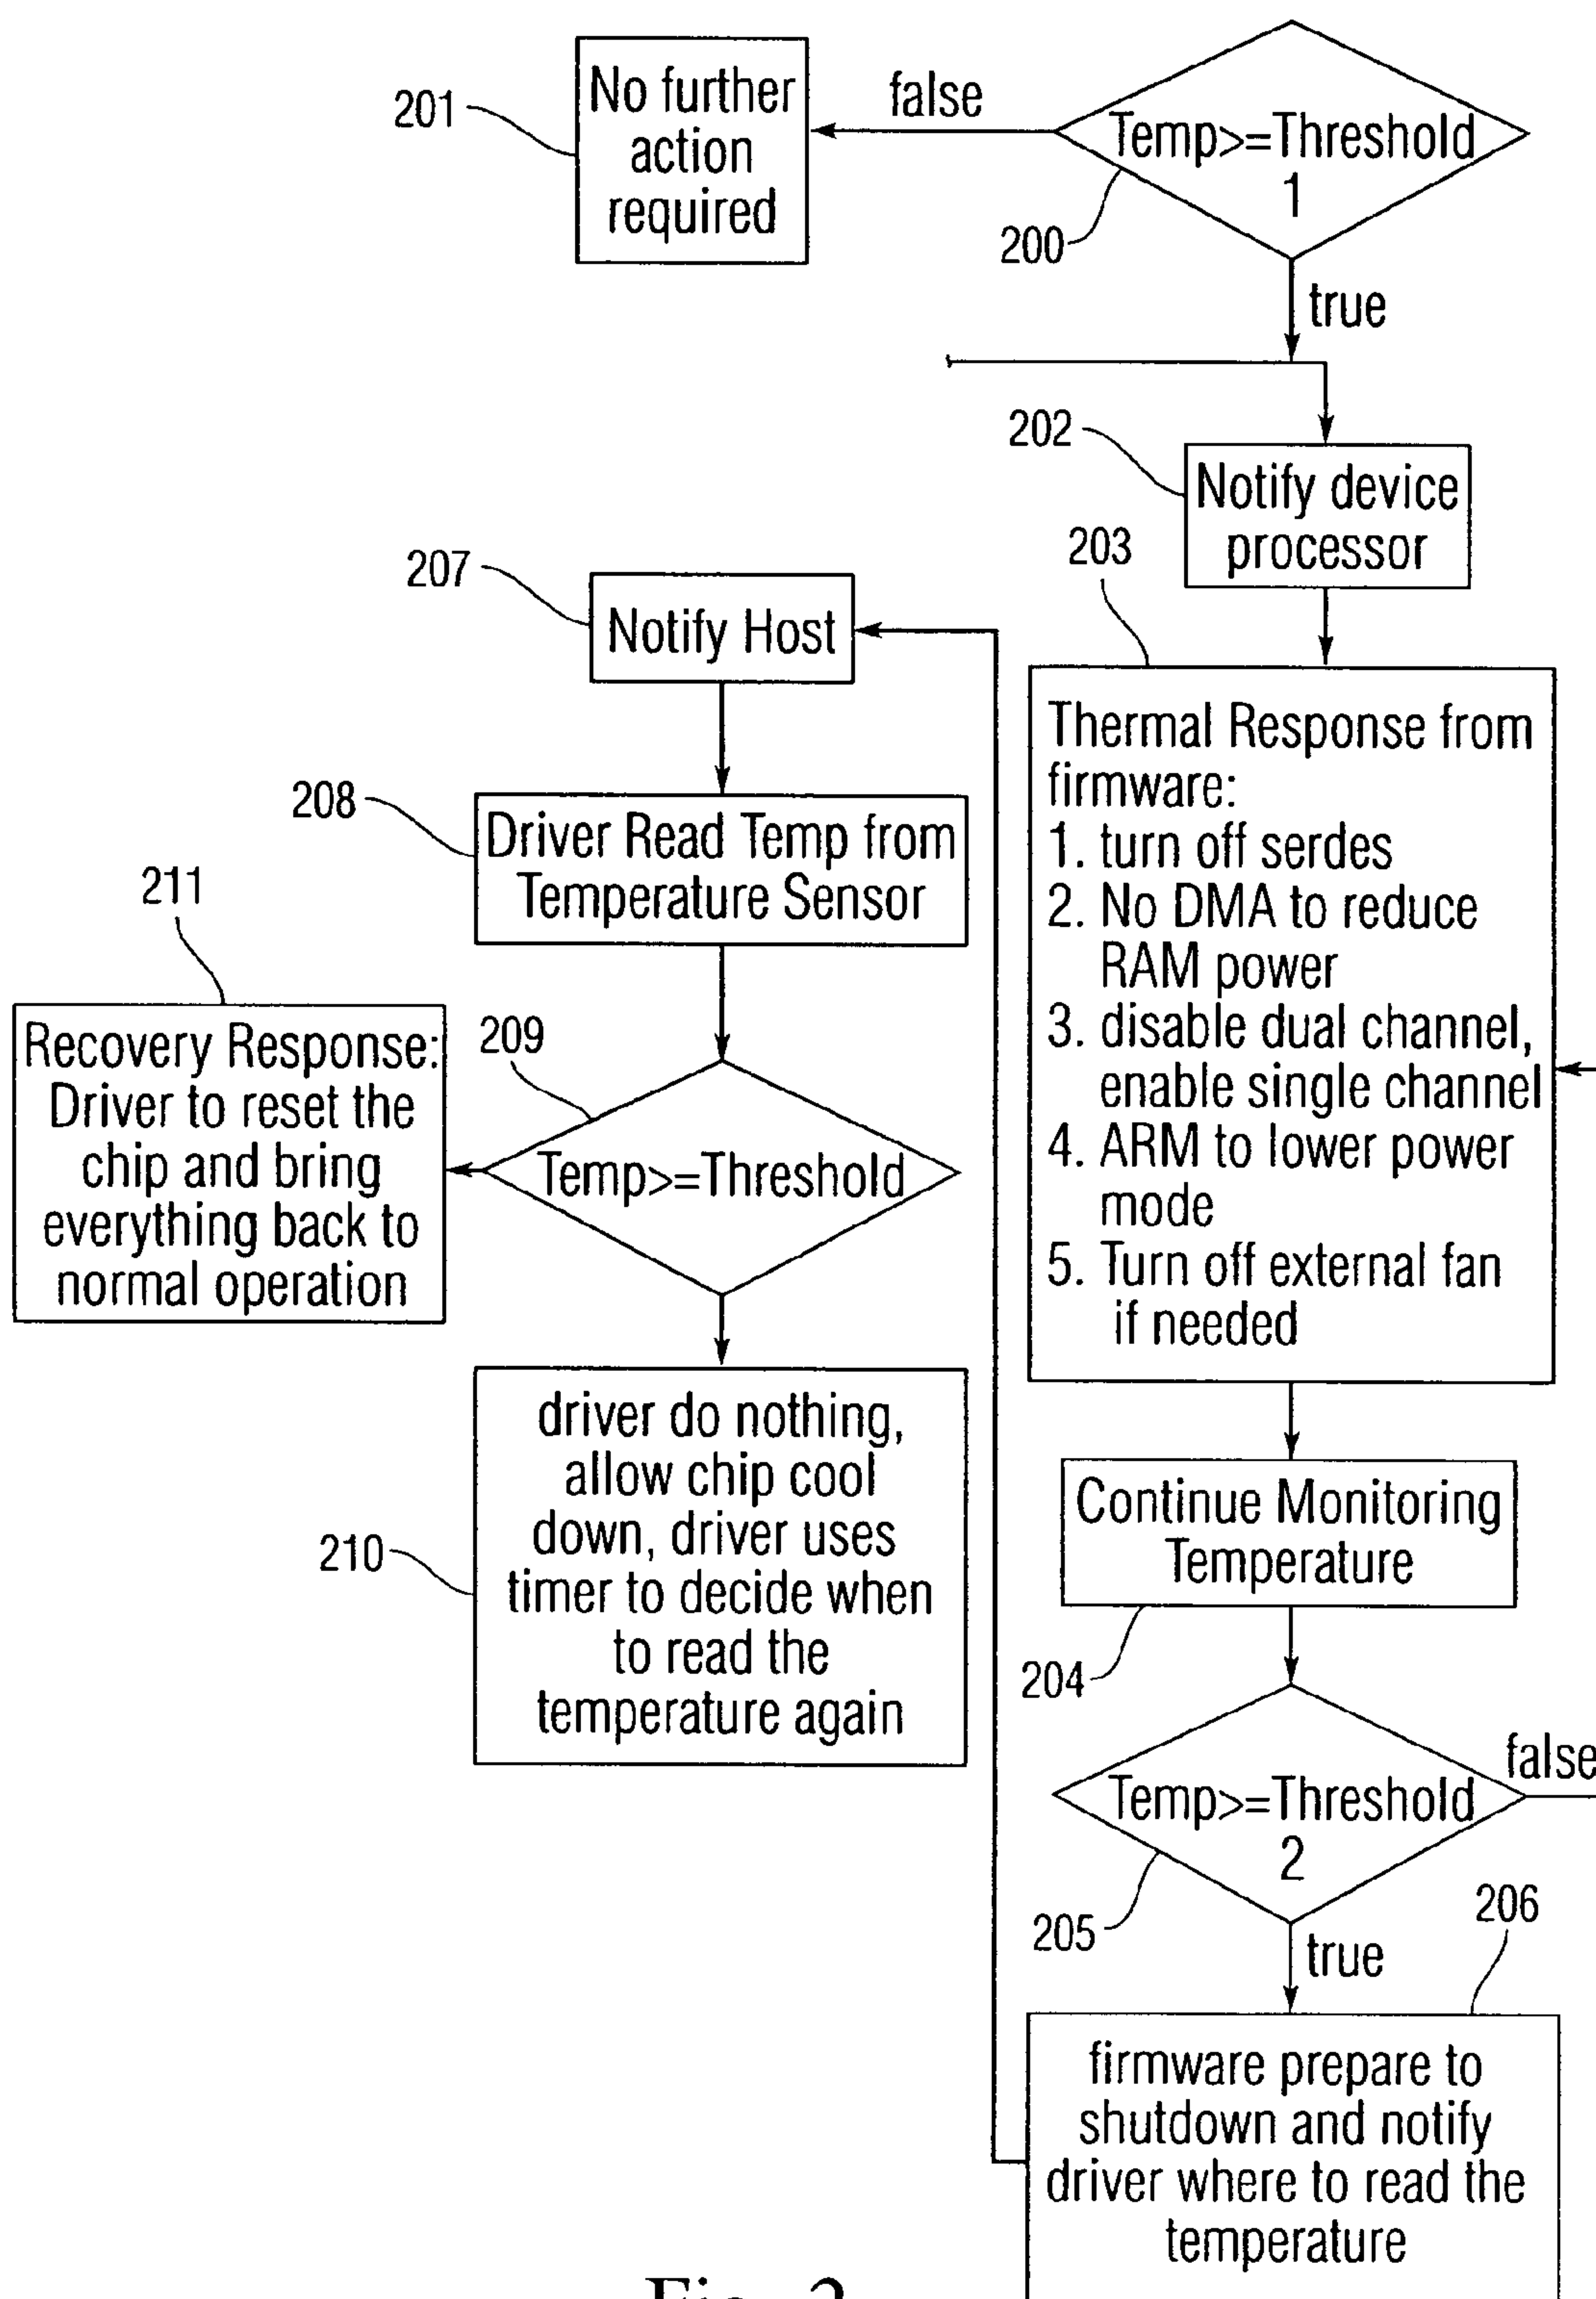 No further
action
required
201
false
Temp>=Threshold
1
200
true
202
Notify device
processor
203
207
Notify Host
Thermal Response from
firmware:
1. turn off serdes
2. No DMA to reduce
RAM power
3. disable dual channel,
enable single channel
4. ARM to lower power
mode
5. Turn off external fan
if needed
208
Driver Read Temp from
Temperature Sensor
211
Recovery Response:
Driver to reset the
chip and bring
everything back to
normal operation
209
Temp>=Threshold
driver do nothing,
allow chip cool
down, driver uses
timer to decide when
to read the
temperature again
210
Continue Monitoring
Temperature
204
Temp>=Threshold
2
false
205
true
206
firmware prepare to
shutdown and notify
driver where to read the
temperature